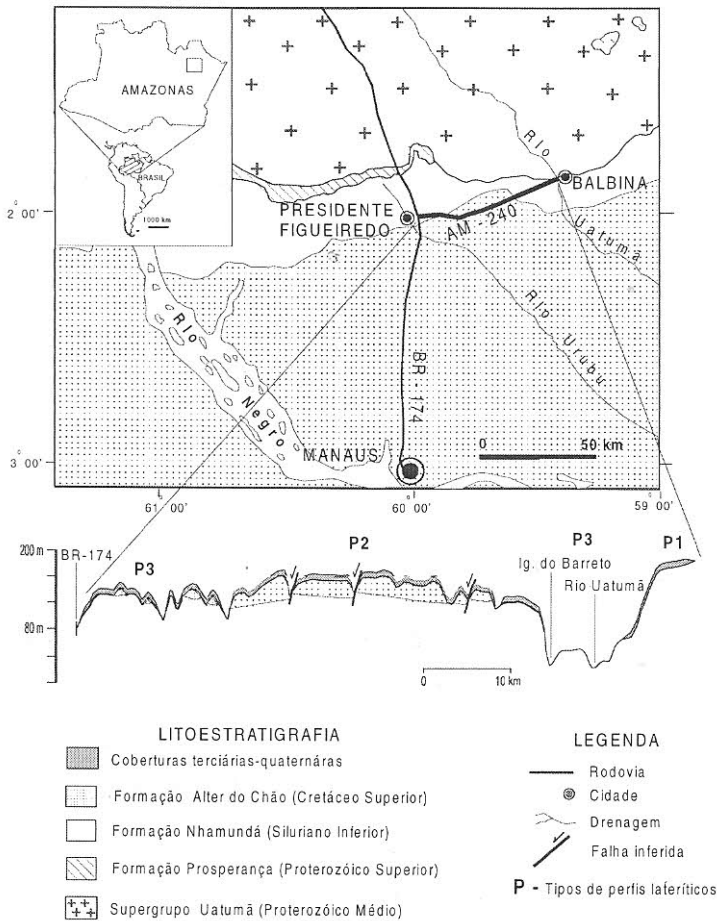 AMAZONAS
BRASIL
1000 km
2° 00'
3° 00'
PRESIDENTE
FIGUEIREDO
Rio
BALBINA
AM - 240
Uatumã
Rio Urubu
Rio
Negro
BR - 174
MANAUS
0 50 km
61° 00' 60° 00' 59° 00'
200 m
80 m
BR-174
P3
P2
P3
P1
Ig. do Barreto
Rio Uatumã
0 10 km
LITOESTRATIGRAFIA
Coberturas terciárias-quaternáras
Formação Alter do Chão (Cretáceo Superior)
Formação Nhamundá (Siluriano Inferior)
Formação Prosperança (Proterozóico Superior)
Supergrupo Uatumã (Proterozóico Médio)
LEGENDA
Rodovia
Cidade
Drenagem
Falha inferida
P - Tipos de perfis lateríticos